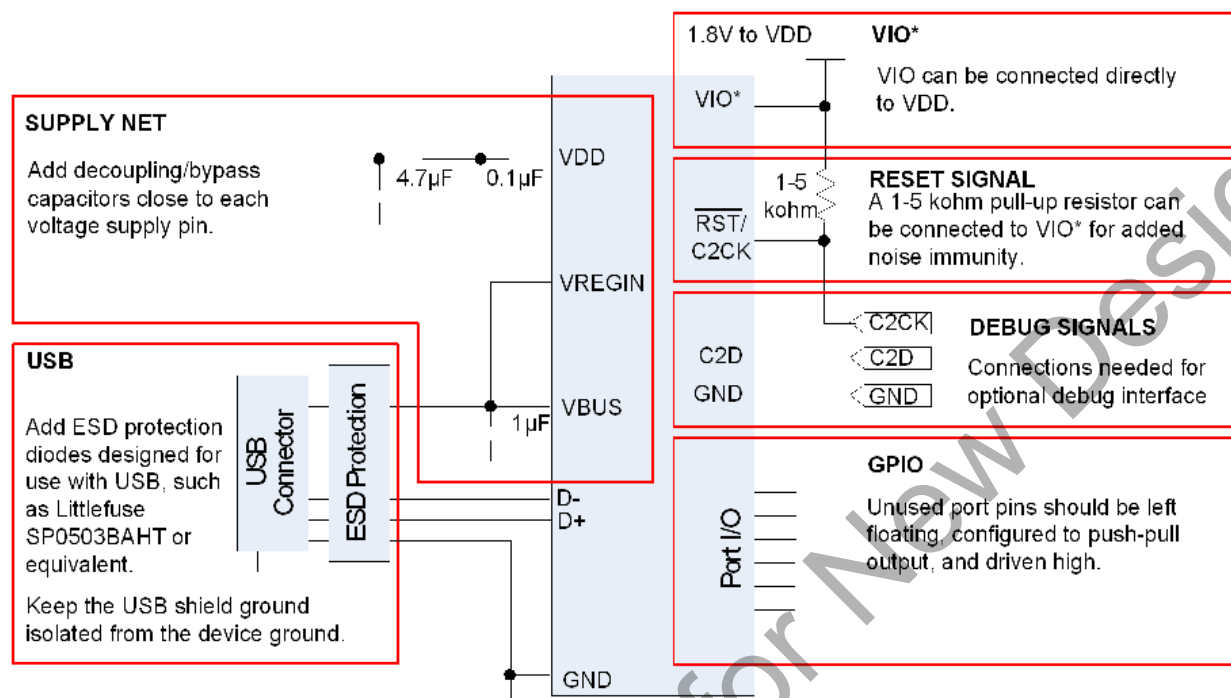 SUPPLY NET
Add decoupling/bypass
capacitors close to each
voltage supply pin.
4.7µF
0.1µF
1µF
USB
Add ESD protection
diodes designed for
use with USB, such
as Littlefuse
SP0503BAHT or
equivalent.
Keep the USB shield ground
isolated from the device ground.
USB
Connector
ESD Protection
VDD
VREGIN
VBUS
D-
D+
GND
VIO*
RST/
C2CK
C2D
GND
Port I/O
1.8V to VDD
VIO*
VIO can be connected directly
to VDD.
1-5
kohm
RESET SIGNAL
A 1-5 kohm pull-up resistor can
be connected to VIO* for added
noise immunity.
C2CK
C2D
GND
DEBUG SIGNALS
Connections needed for
optional debug interface
GPIO
Unused port pins should be left
floating, configured to push-pull
output, and driven high.
for New Desig